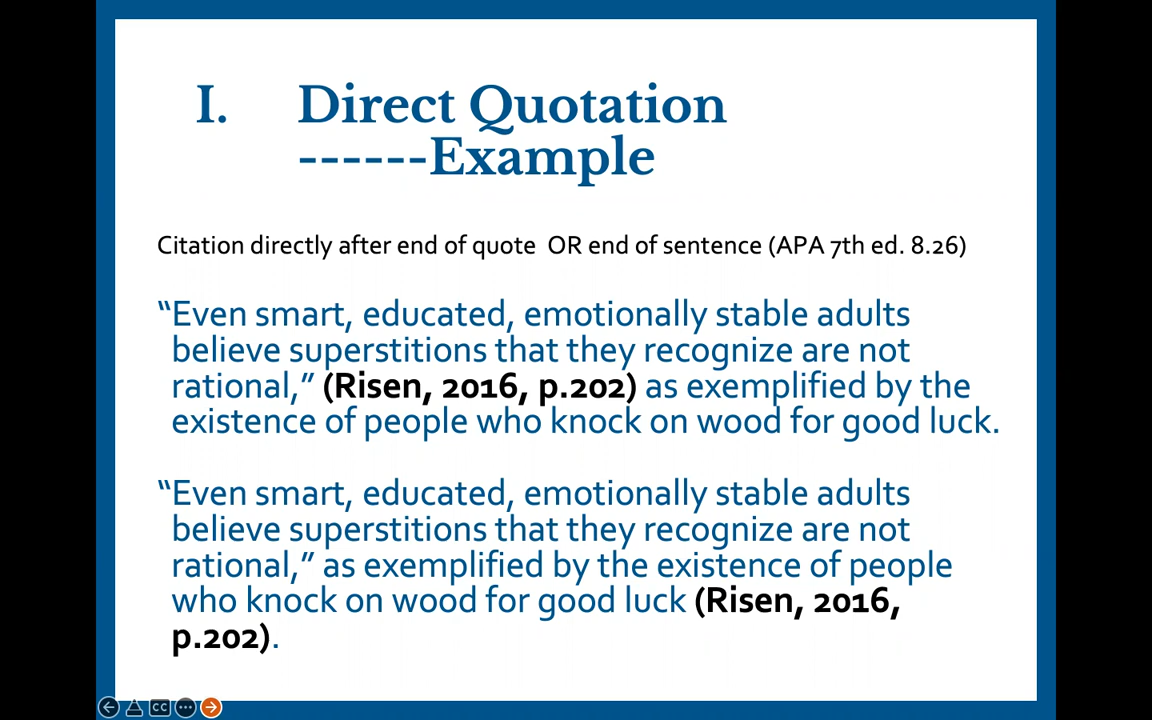 I. Direct Quotation
------Example
Citation directly after end of quote OR end of sentence (APA 7th ed. 8.26)
“Even smart, educated, emotionally stable adults
believe superstitions that they recognize are not
rational,” (Risen, 2016, p.202) as exemplified by the
existence of people who knock on wood for good luck.
“Even smart, educated, emotionally stable adults
believe superstitions that they recognize are not
rational,” as exemplified by the existence of people
who knock on wood for good luck (Risen, 2016,
p.202).
CC